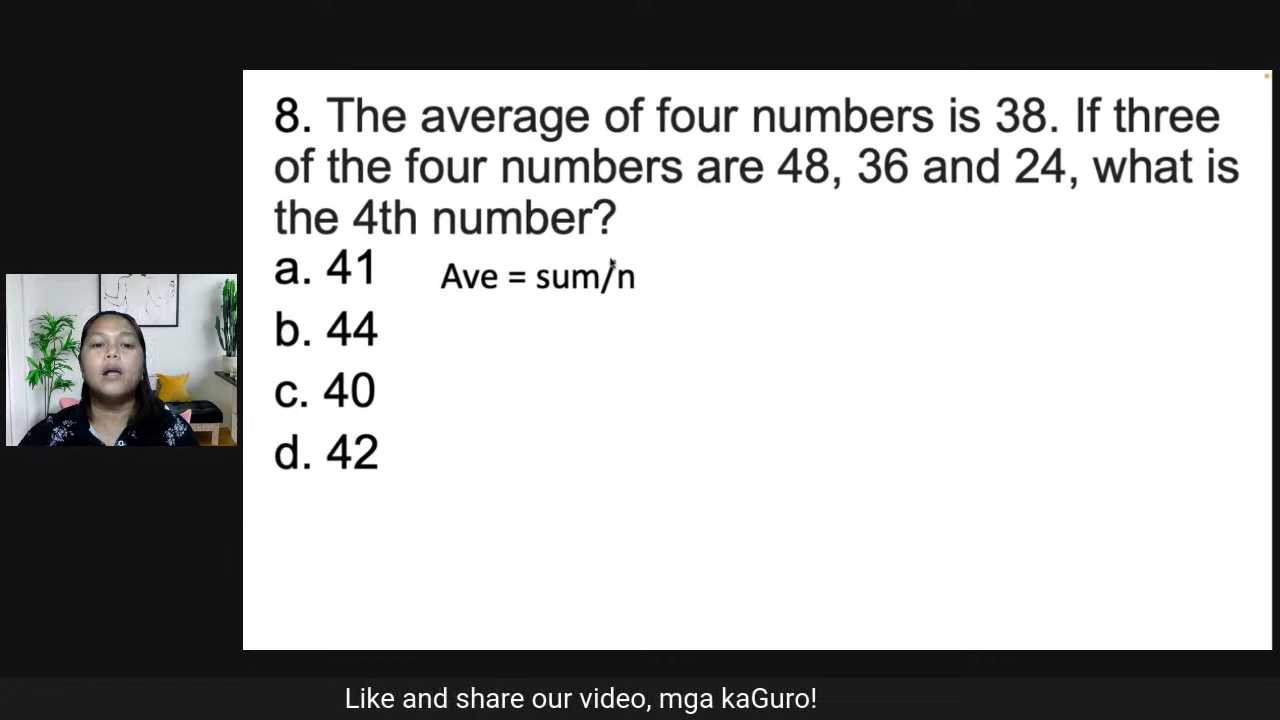 8. The average of four numbers is 38. If three
of the four numbers are 48, 36 and 24, what is
the 4th number?
a. 41
Ave = sum/n
b. 44
c. 40
d. 42
Like and share our video, mga kaGuro!